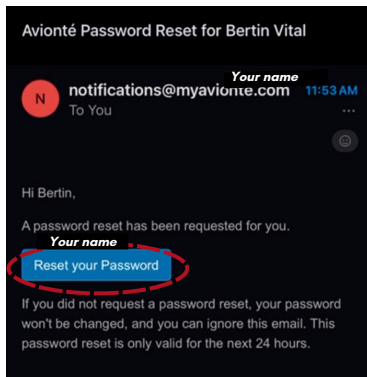 Avionté Password Reset for Bertin Vital
Your name
N
notifications@myavionte.com 11:53 AM
To You
Hi Bertin,
A password reset has been requested for you.
Your name
Reset your Password
If you did not request a password reset, your password
won't be changed, and you can ignore this email. This
password reset is only valid for the next 24 hours.